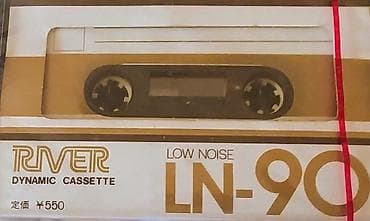 RIVER
DYNAMIC CASSETTE
定価 ¥550
LOW NOISE
LN-90